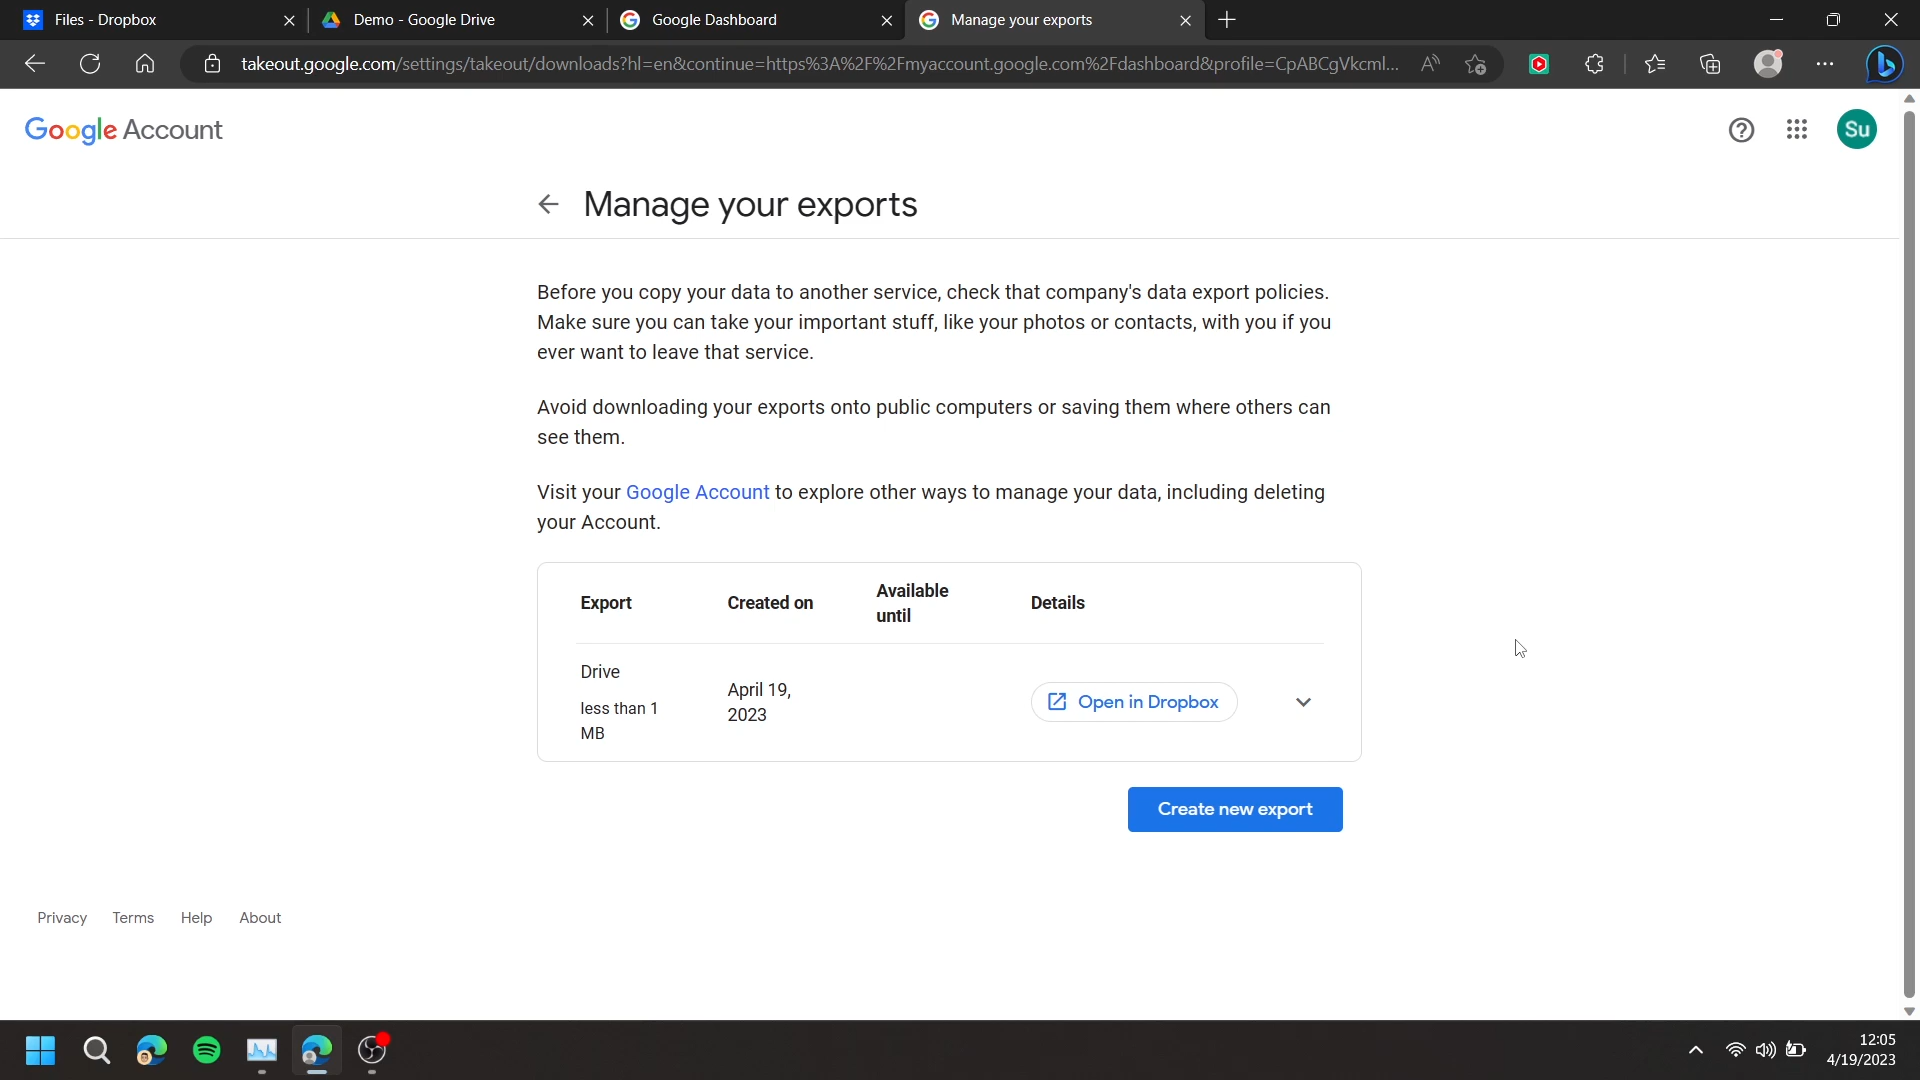 Files - Dropbox
Demo - Google Drive
Google Dashboard
Manage your exports
takeout.google.com/settings/takeout/downloads?hl=en&continue=https%3A%2F%2Fmyaccount.google.com%2Fdashboard&profile=CpABCgVkcml...
Google Account
Su
Manage your exports
Before you copy your data to another service, check that company's data export policies.
Make sure you can take your important stuff, like your photos or contacts, with you if you
ever want to leave that service.
Avoid downloading your exports onto public computers or saving them where others can
see them.
Visit your Google Account to explore other ways to manage your data, including deleting
your Account.
Export
Created on
Available
until
Details
Drive
less than 1
MB
April 19,
2023
Open in Dropbox
Create new export
Privacy
Terms
Help
About
12:05
4/19/2023